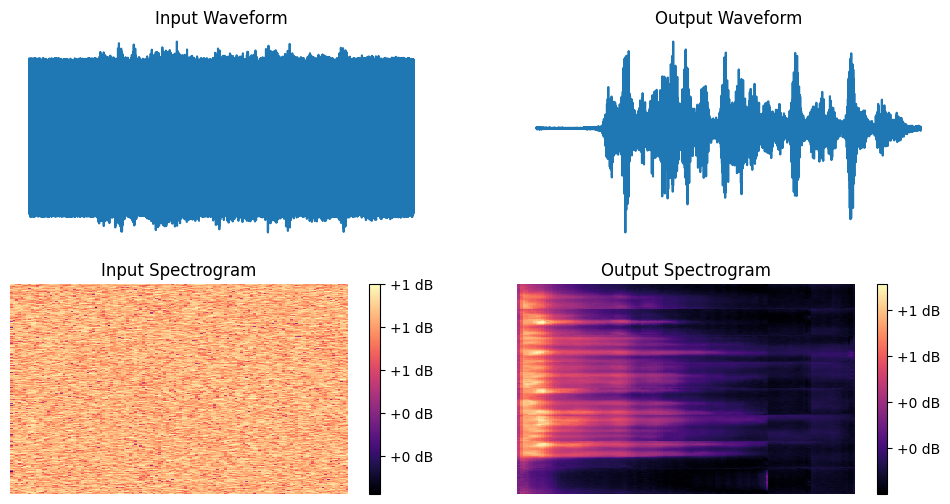 Input Waveform
Output Waveform
Input Spectrogram
+1 dB
+1 dB
+1 dB
+0 dB
+0 dB
Output Spectrogram
+1 dB
+1 dB
+0 dB
+0 dB